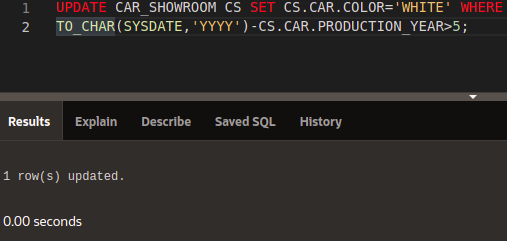 1 UPDATE CAR_SHOWROOM CS SET CS.CAR.COLOR='WHITE' WHERE
2 TO_CHAR(SYSDATE,'YYYY')-CS.CAR.PRODUCTION_YEAR>5;
Results Explain Describe Saved SQL History
1 row(s) updated.
0.00 seconds